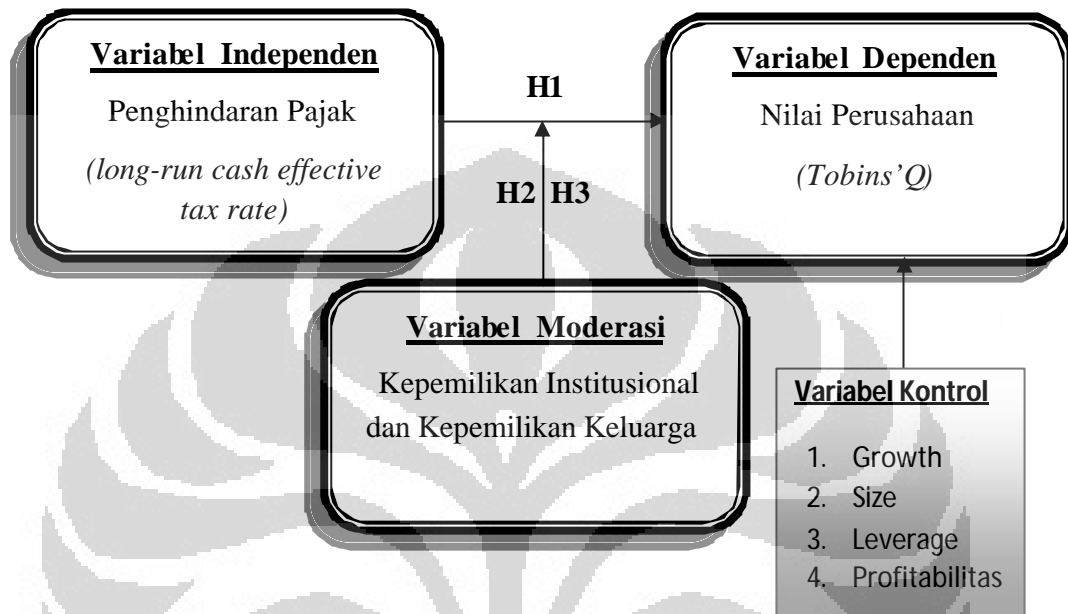 Variabel Independen
Penghindaran Pajak
(long-run cash effective
tax rate)
H1
Variabel Dependen
Nilai Perusahaan
(Tobins'Q)
H2 H3
Variabel Moderasi
Kepemilikan Institusional
dan Kepemilikan Keluarga
Variabel Kontrol
1. Growth
2. Size
3. Leverage
4. Profitabilitas